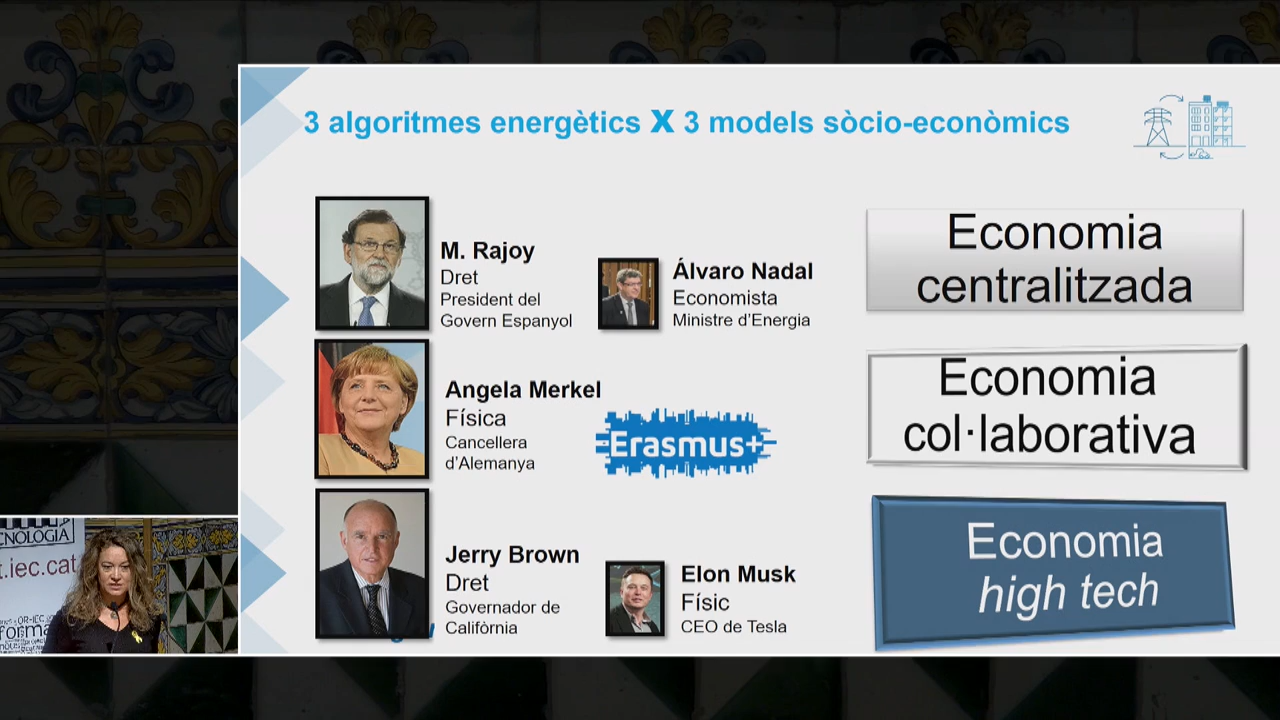 3 algoritmes energètics X 3 models sòcio-econòmics
M. Rajoy
Dret
President del
Govern Espanyol
Álvaro Nadal
Economista
Ministre d'Energia
Economia
centralitzada
Angela Merkel
Física
Cancellera
d'Alemanya
Erasmus+
Economia
col·laborativa
Jerry Brown
Dret
Governador de
Califòrnia
Elon Musk
Físic
CEO de Tesla
Economia
high tech
CNOLOGIA
t.iec.cat